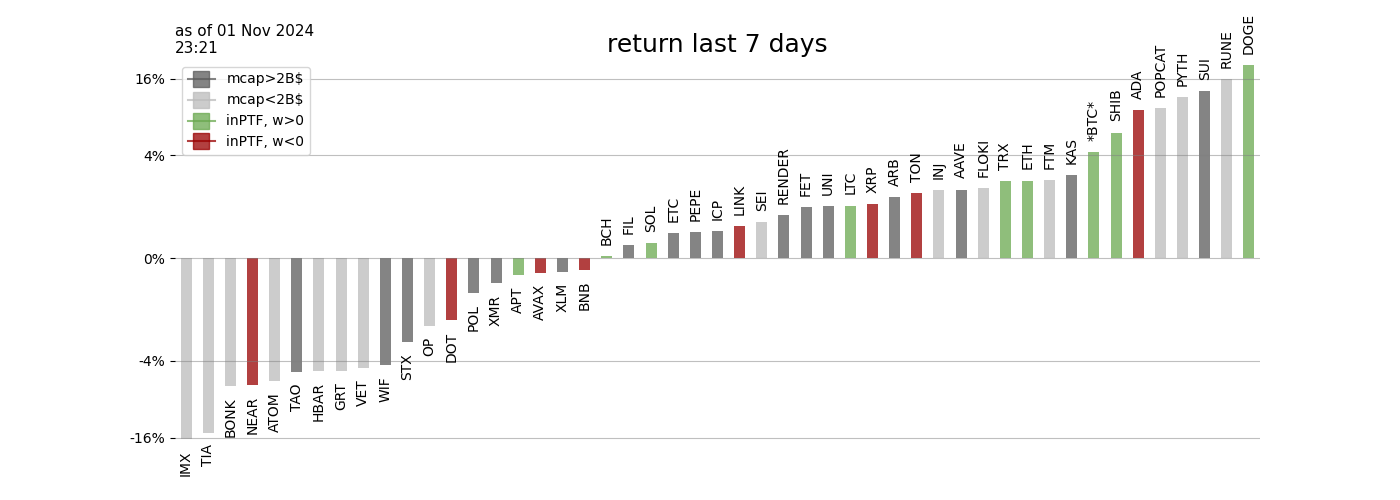 as of 01 Nov 2024
23:21
return last 7 days
mcap>2B$
mcap<2B$
inPTF, w>0
inPTF, w<0
16%
4%
0%
-4%
-16%
IMX
TIA
BONK
NEAR
ATOM
TAO
HBAR
GRT
VET
WIF
STX
OP
DOT
POL
XMR
APT
AVAX
XLM
BNB
BCH
FIL
SOL
ETC
PEPE
ICP
LINK
SEI
RENDER
FET
UNI
LTC
XRP
ARB
TON
INJ
AAVE
FLOKI
TRX
ETH
FTM
KAS
*BTC*
SHIB
ADA
POPCAT
PYTH
SUI
RUNE
DOGE